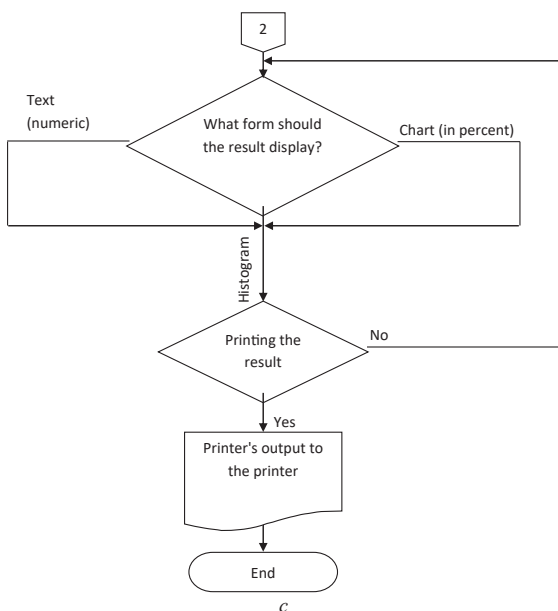 2
Text
(numeric)
What form should
the result display?
Chart (in percent)
Histogram
Printing the
result
No
Yes
Printer's output to
the printer
End
c